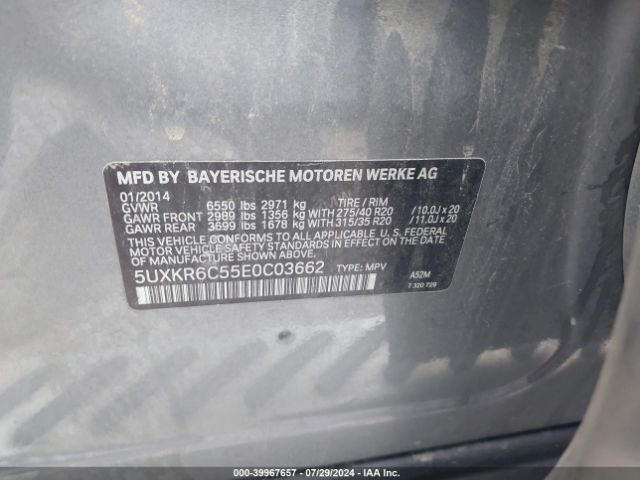 MFD BY BAYERISCHE MOTOREN WERKE AG
01/2014
GVWR 6550 lbs 2971 kg TIRE / RIM
GAWR FRONT 2989 lbs 1356 kg WITH 275/40 R20 /10.0J x 20
GAWR REAR 3699 lbs 1678 kg WITH 315/35 R20 /11.0J x 20
THIS VEHICLE CONFORMS TO ALL APPLICABLE U.S. FEDERAL
MOTOR VEHICLE SAFETY STANDARDS IN EFFECT ON THE DATE
OF MANUFACTURE SHOWN ABOVE.
5UXKR6C55E0C03662 TYPE: MPV A52M
7 320 729
000-39967657 - 07/29/2024 - IAA Inc.